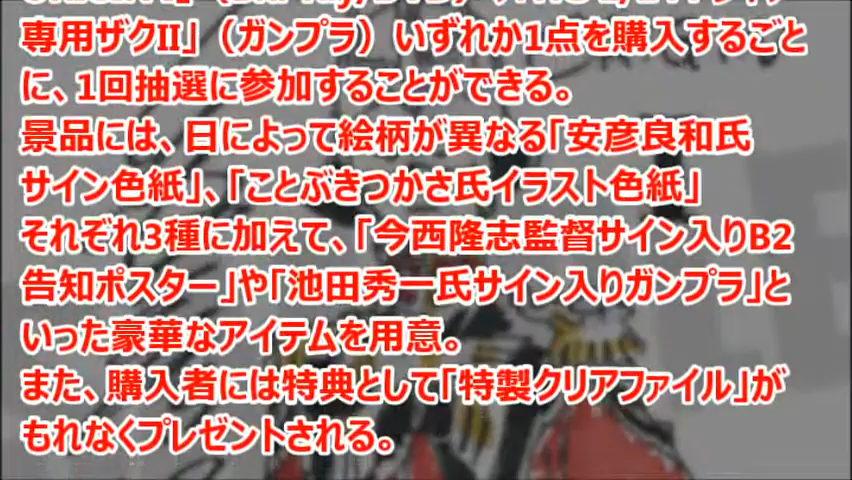 専用ザクII」（ガンプラ）いずれか1点を購入するごと
に、1回抽選に参加することができる。
景品には、日によって絵柄が異なる「安彦良和氏
サイン色紙」、「ことぶきつかさ氏イラスト色紙」
それぞれ3種に加えて、「今西隆志監督サイン入りB2
告知ポスター」や「池田秀一氏サイン入りガンプラ」と
いった豪華なアイテムを用意。
また、購入者には特典として「特製クリアファイル」が
もれなくプレゼントされる。